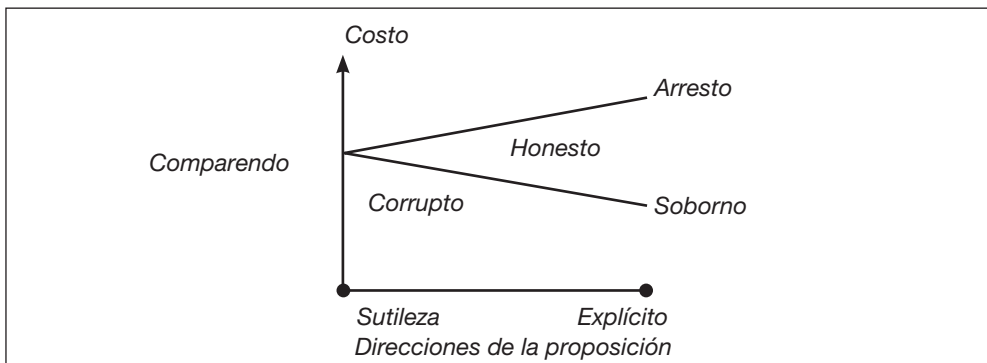 Costo
Arresto
Honesto
Comparendo
Corrupto
Soborno
Sutileza Explícito
Direcciones de la proposición